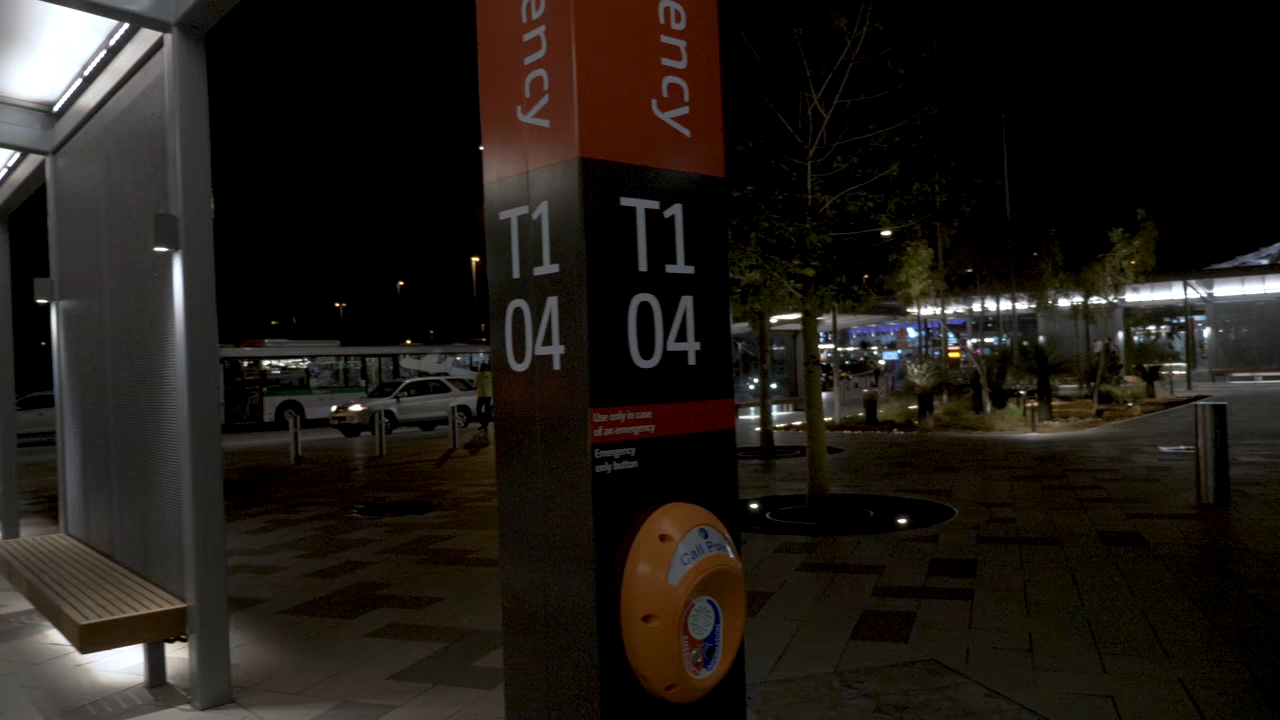 ency
ency
T1
04
T1
04
Use only in case
of an emergency
Emergency
only button
Call Point